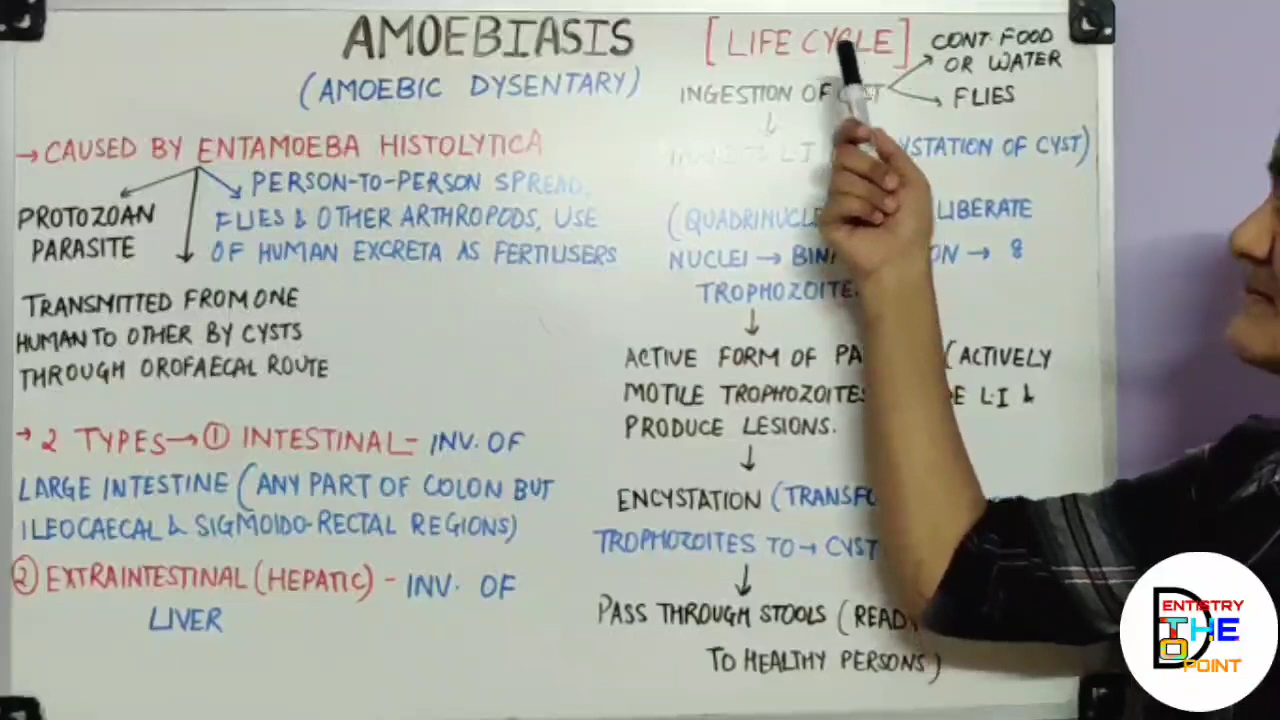 AMOEBIASIS
(AMOEBIC DYSENTARY)
→ CAUSED BY ENTAMOEBA HISTOLYTICA
PROTOZOAN
PARASITE
PERSON-TO-PERSON SPREAD,
FLIES & OTHER ARTHROPODS, USE
OF HUMAN EXCRETA AS FERTILISERS
TRANSMITTED FROM ONE
HUMAN TO OTHER BY CYSTS
THROUGH OROFAECAL ROUTE
→ 2 TYPES → ① INTESTINAL - INV. OF
LARGE INTESTINE (ANY PART OF COLON BUT
ILEOCAECAL & SIGMOIDO-RECTAL REGIONS)
② EXTRAINTESTINAL (HEPATIC) - INV. OF
LIVER
[LIFE CYCLE]
INGESTION OF
CONT. FOOD
OR WATER
FLIES
↓
L.I YSTATION OF CYST)
(QUADRINUCLE LIBERATE
NUCLEI → BIN ON → 8
TROPHOZOITE
↓
ACTIVE FORM OF PA (ACTIVELY
MOTILE TROPHOZOITES E L.I &
PRODUCE LESIONS.
↓
ENCYSTATION (TRANSFO
TROPHOZOITES TO → CYST
↓
PASS THROUGH STOOLS (READ
TO HEALTHY PERSONS)
DENTISTRY
TO THE
POINT